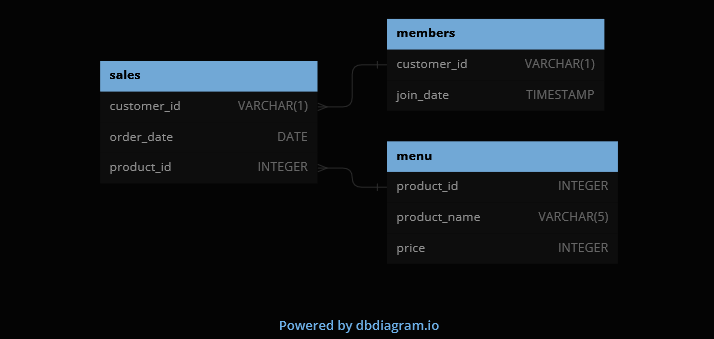 members
customer_id VARCHAR(1)
join_date TIMESTAMP
sales
customer_id VARCHAR(1)
order_date DATE
product_id INTEGER
menu
product_id INTEGER
product_name VARCHAR(5)
price INTEGER
Powered by dbdiagram.io